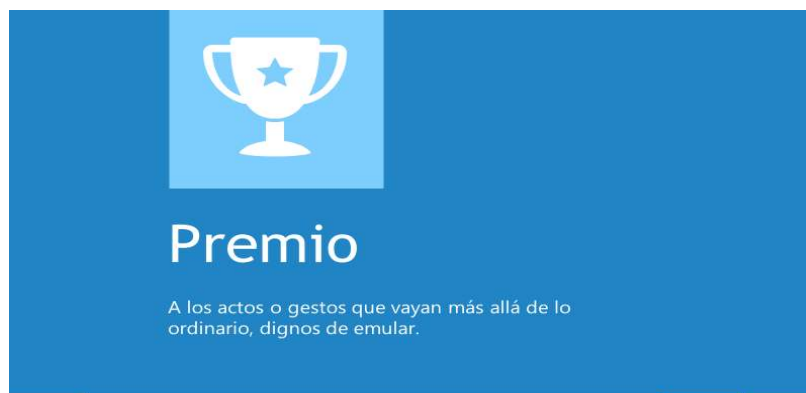 Premio
A los actos o gestos que vayan más allá de lo
ordinario, dignos de emular.